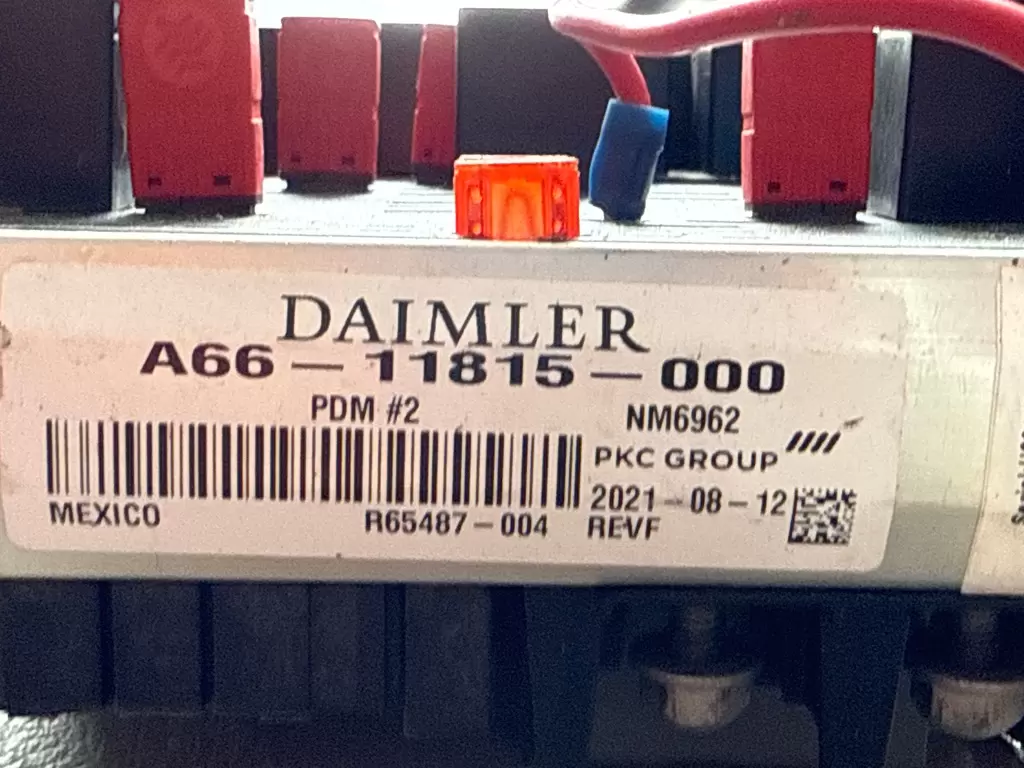 DAIMLER
A66-11815-000
PDM #2 NM6962
PKC GROUP
2021-08-12
MEXICO R65487-004 REVF